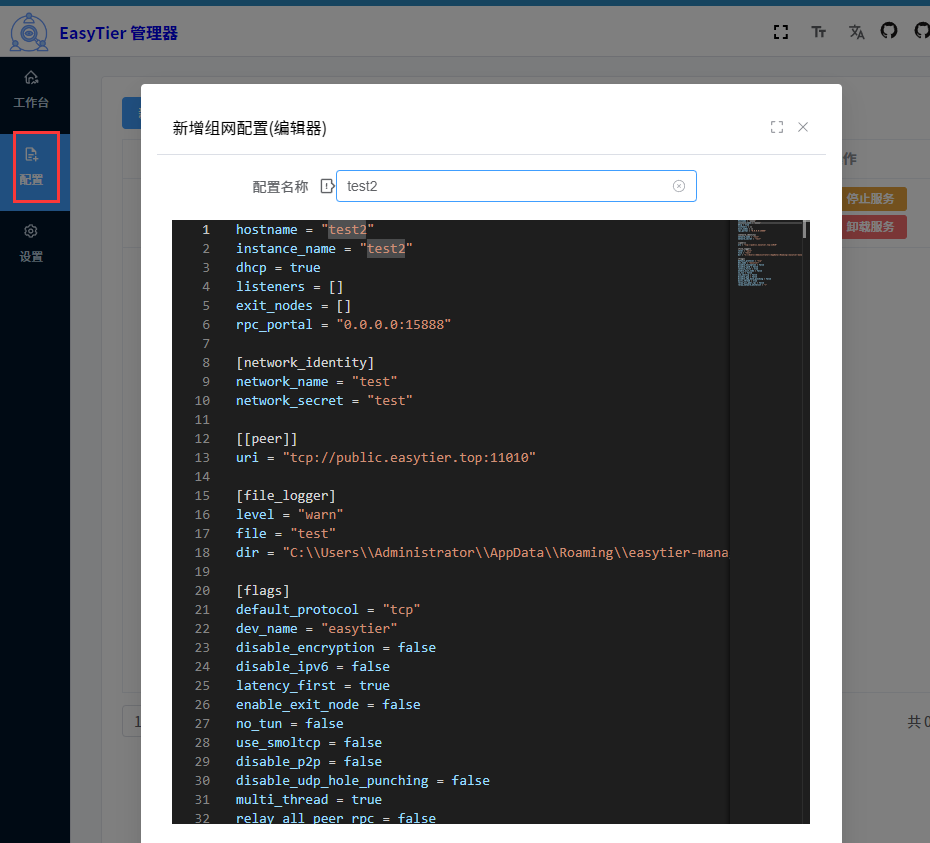 EasyTier 管理器
工作台
配置
设置
作
停止服务
卸载服务
共 0
1
新增组网配置(编辑器)
配置名称
test2
1 hostname = "test2"
2 instance_name = "test2"
3 dhcp = true
4 listeners = []
5 exit_nodes = []
6 rpc_portal = "0.0.0.0:15888"
7
8 [network_identity]
9 network_name = "test"
10 network_secret = "test"
11
12 [[peer]]
13 uri = "tcp://public.easytier.top:11010"
14
15 [file_logger]
16 level = "warn"
17 file = "test"
18 dir = "C:\\Users\\Administrator\\AppData\\Roaming\\easytier-mana
19
20 [flags]
21 default_protocol = "tcp"
22 dev_name = "easytier"
23 disable_encryption = false
24 disable_ipv6 = false
25 latency_first = true
26 enable_exit_node = false
27 no_tun = false
28 use_smoltcp = false
29 disable_p2p = false
30 disable_udp_hole_punching = false
31 multi_thread = true
32 relay_all_peer_rpc = false